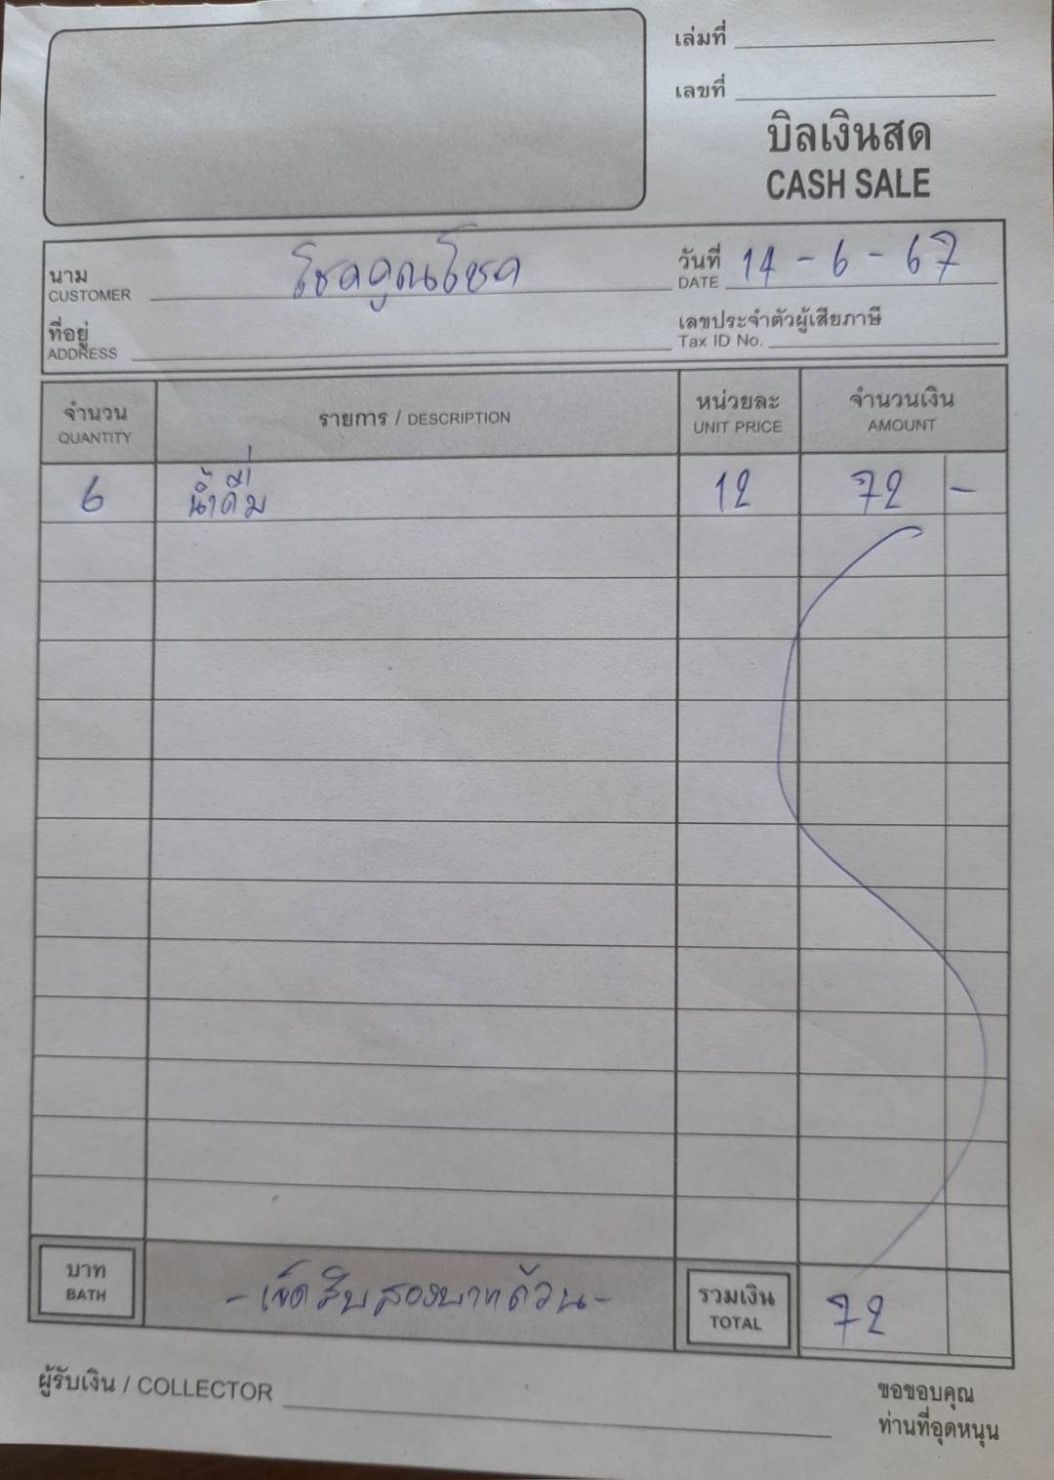 เล่มที่
เลขที่
บิลเงินสด
CASH SALE
นาม โชคคูณโชค วันที่ 14 - 6 - 67
CUSTOMER DATE
ที่อยู่ เลขประจำตัวผู้เสียภาษี
ADDRESS Tax ID No.
จำนวน รายการ / DESCRIPTION หน่วยละ จำนวนเงิน
QUANTITY UNIT PRICE AMOUNT
6 น้ำดื่ม 12 72 -
บาท - เจ็ดสิบสองบาทถ้วน - รวมเงิน 72
BATH TOTAL
ผู้รับเงิน / COLLECTOR ขอขอบคุณ
ท่านที่อุดหนุน